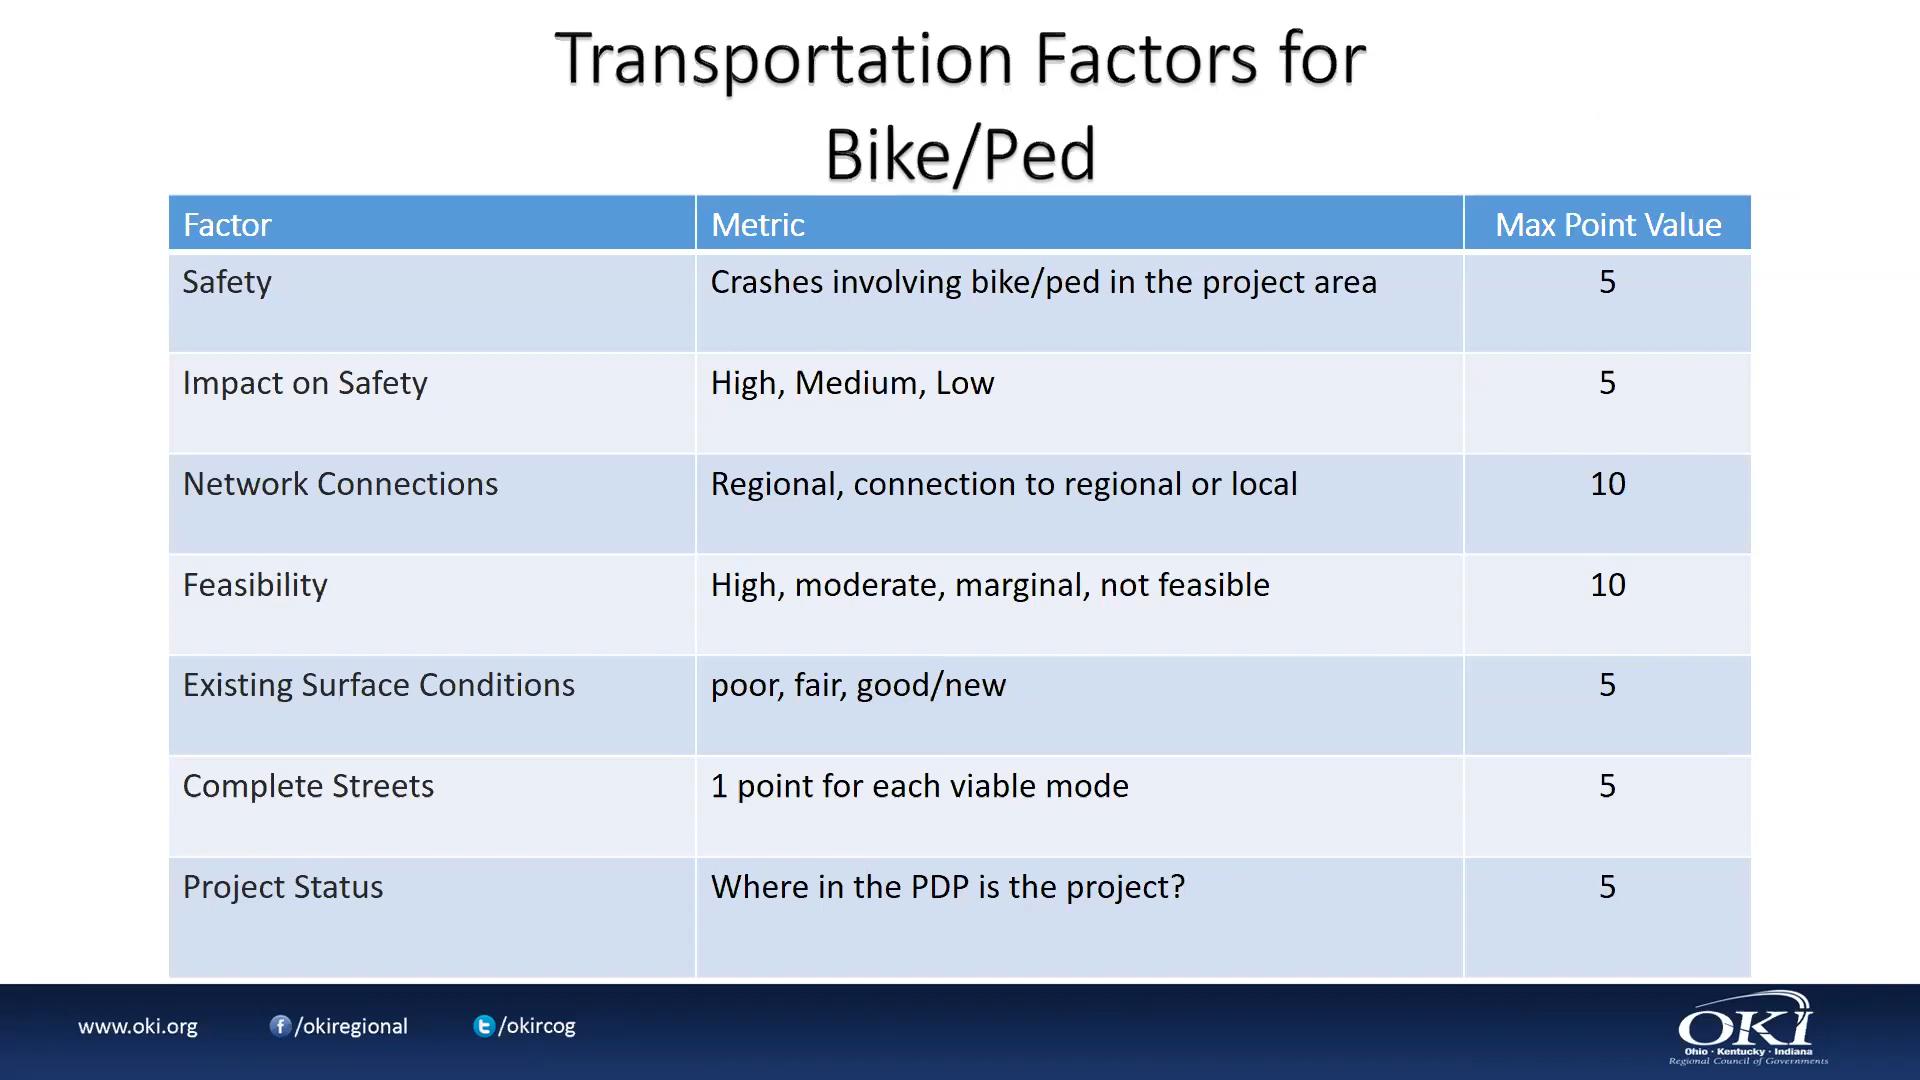 Transportation Factors for
Bike/Ped
Factor Metric Max Point Value
Safety Crashes involving bike/ped in the project area 5
Impact on Safety High, Medium, Low 5
Network Connections Regional, connection to regional or local 10
Feasibility High, moderate, marginal, not feasible 10
Existing Surface Conditions poor, fair, good/new 5
Complete Streets 1 point for each viable mode 5
Project Status Where in the PDP is the project? 5
www.oki.org /okiregional /okircog
OKI
Ohio · Kentucky · Indiana
Regional Council of Governments